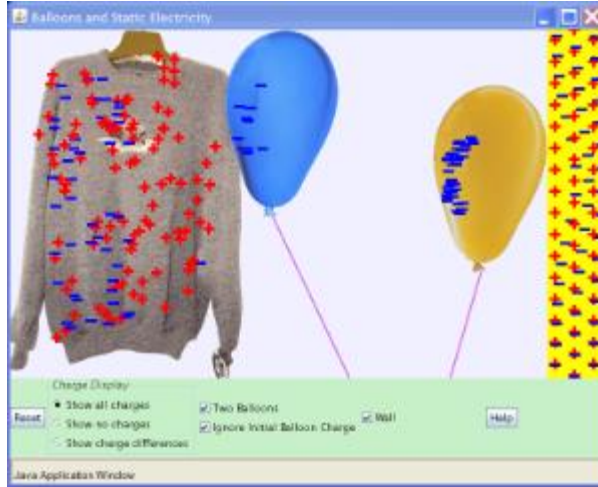 Balloons and Static Electricity
Charge Display
Show all charges
Show no charges
Show charge differences
Two Balloons
Ignore Initial Balloon Charge
Wall
Reset
Help
Java Application Window